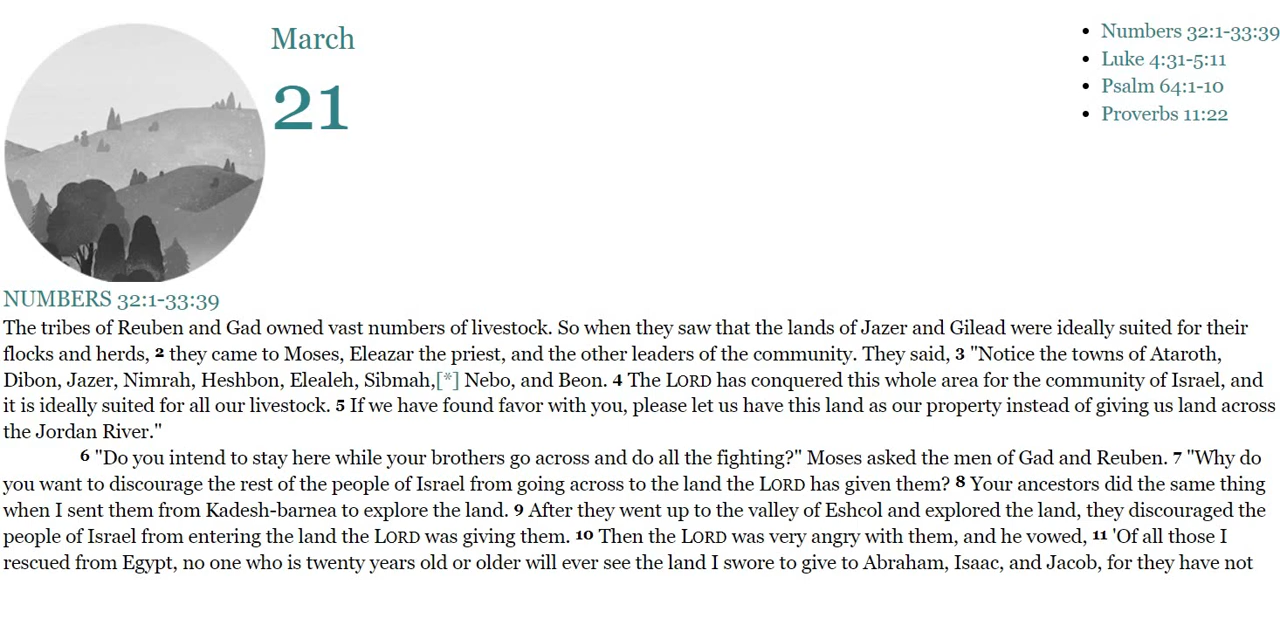 March
21
• Numbers 32:1-33:39
• Luke 4:31-5:11
• Psalm 64:1-10
• Proverbs 11:22
NUMBERS 32:1-33:39
The tribes of Reuben and Gad owned vast numbers of livestock. So when they saw that the lands of Jazer and Gilead were ideally suited for their
flocks and herds, 2 they came to Moses, Eleazar the priest, and the other leaders of the community. They said, 3 "Notice the towns of Ataroth,
Dibon, Jazer, Nimrah, Heshbon, Elealeh, Sibmah,[*] Nebo, and Beon. 4 The LORD has conquered this whole area for the community of Israel, and
it is ideally suited for all our livestock. 5 If we have found favor with you, please let us have this land as our property instead of giving us land across
the Jordan River."
6 "Do you intend to stay here while your brothers go across and do all the fighting?" Moses asked the men of Gad and Reuben. 7 "Why do
you want to discourage the rest of the people of Israel from going across to the land the LORD has given them? 8 Your ancestors did the same thing
when I sent them from Kadesh-barnea to explore the land. 9 After they went up to the valley of Eshcol and explored the land, they discouraged the
people of Israel from entering the land the LORD was giving them. 10 Then the LORD was very angry with them, and he vowed, 11 'Of all those I
rescued from Egypt, no one who is twenty years old or older will ever see the land I swore to give to Abraham, Isaac, and Jacob, for they have not